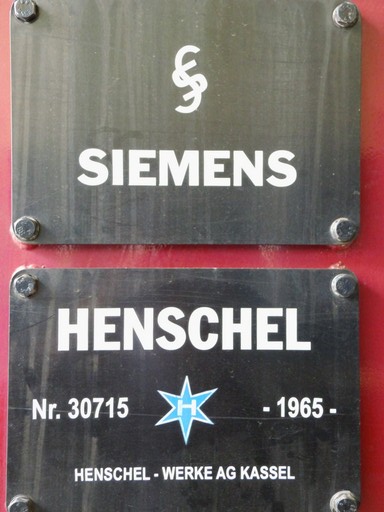 SIEMENS
HENSCHEL
Nr. 30715 H - 1965 -
HENSCHEL - WERKE AG KASSEL